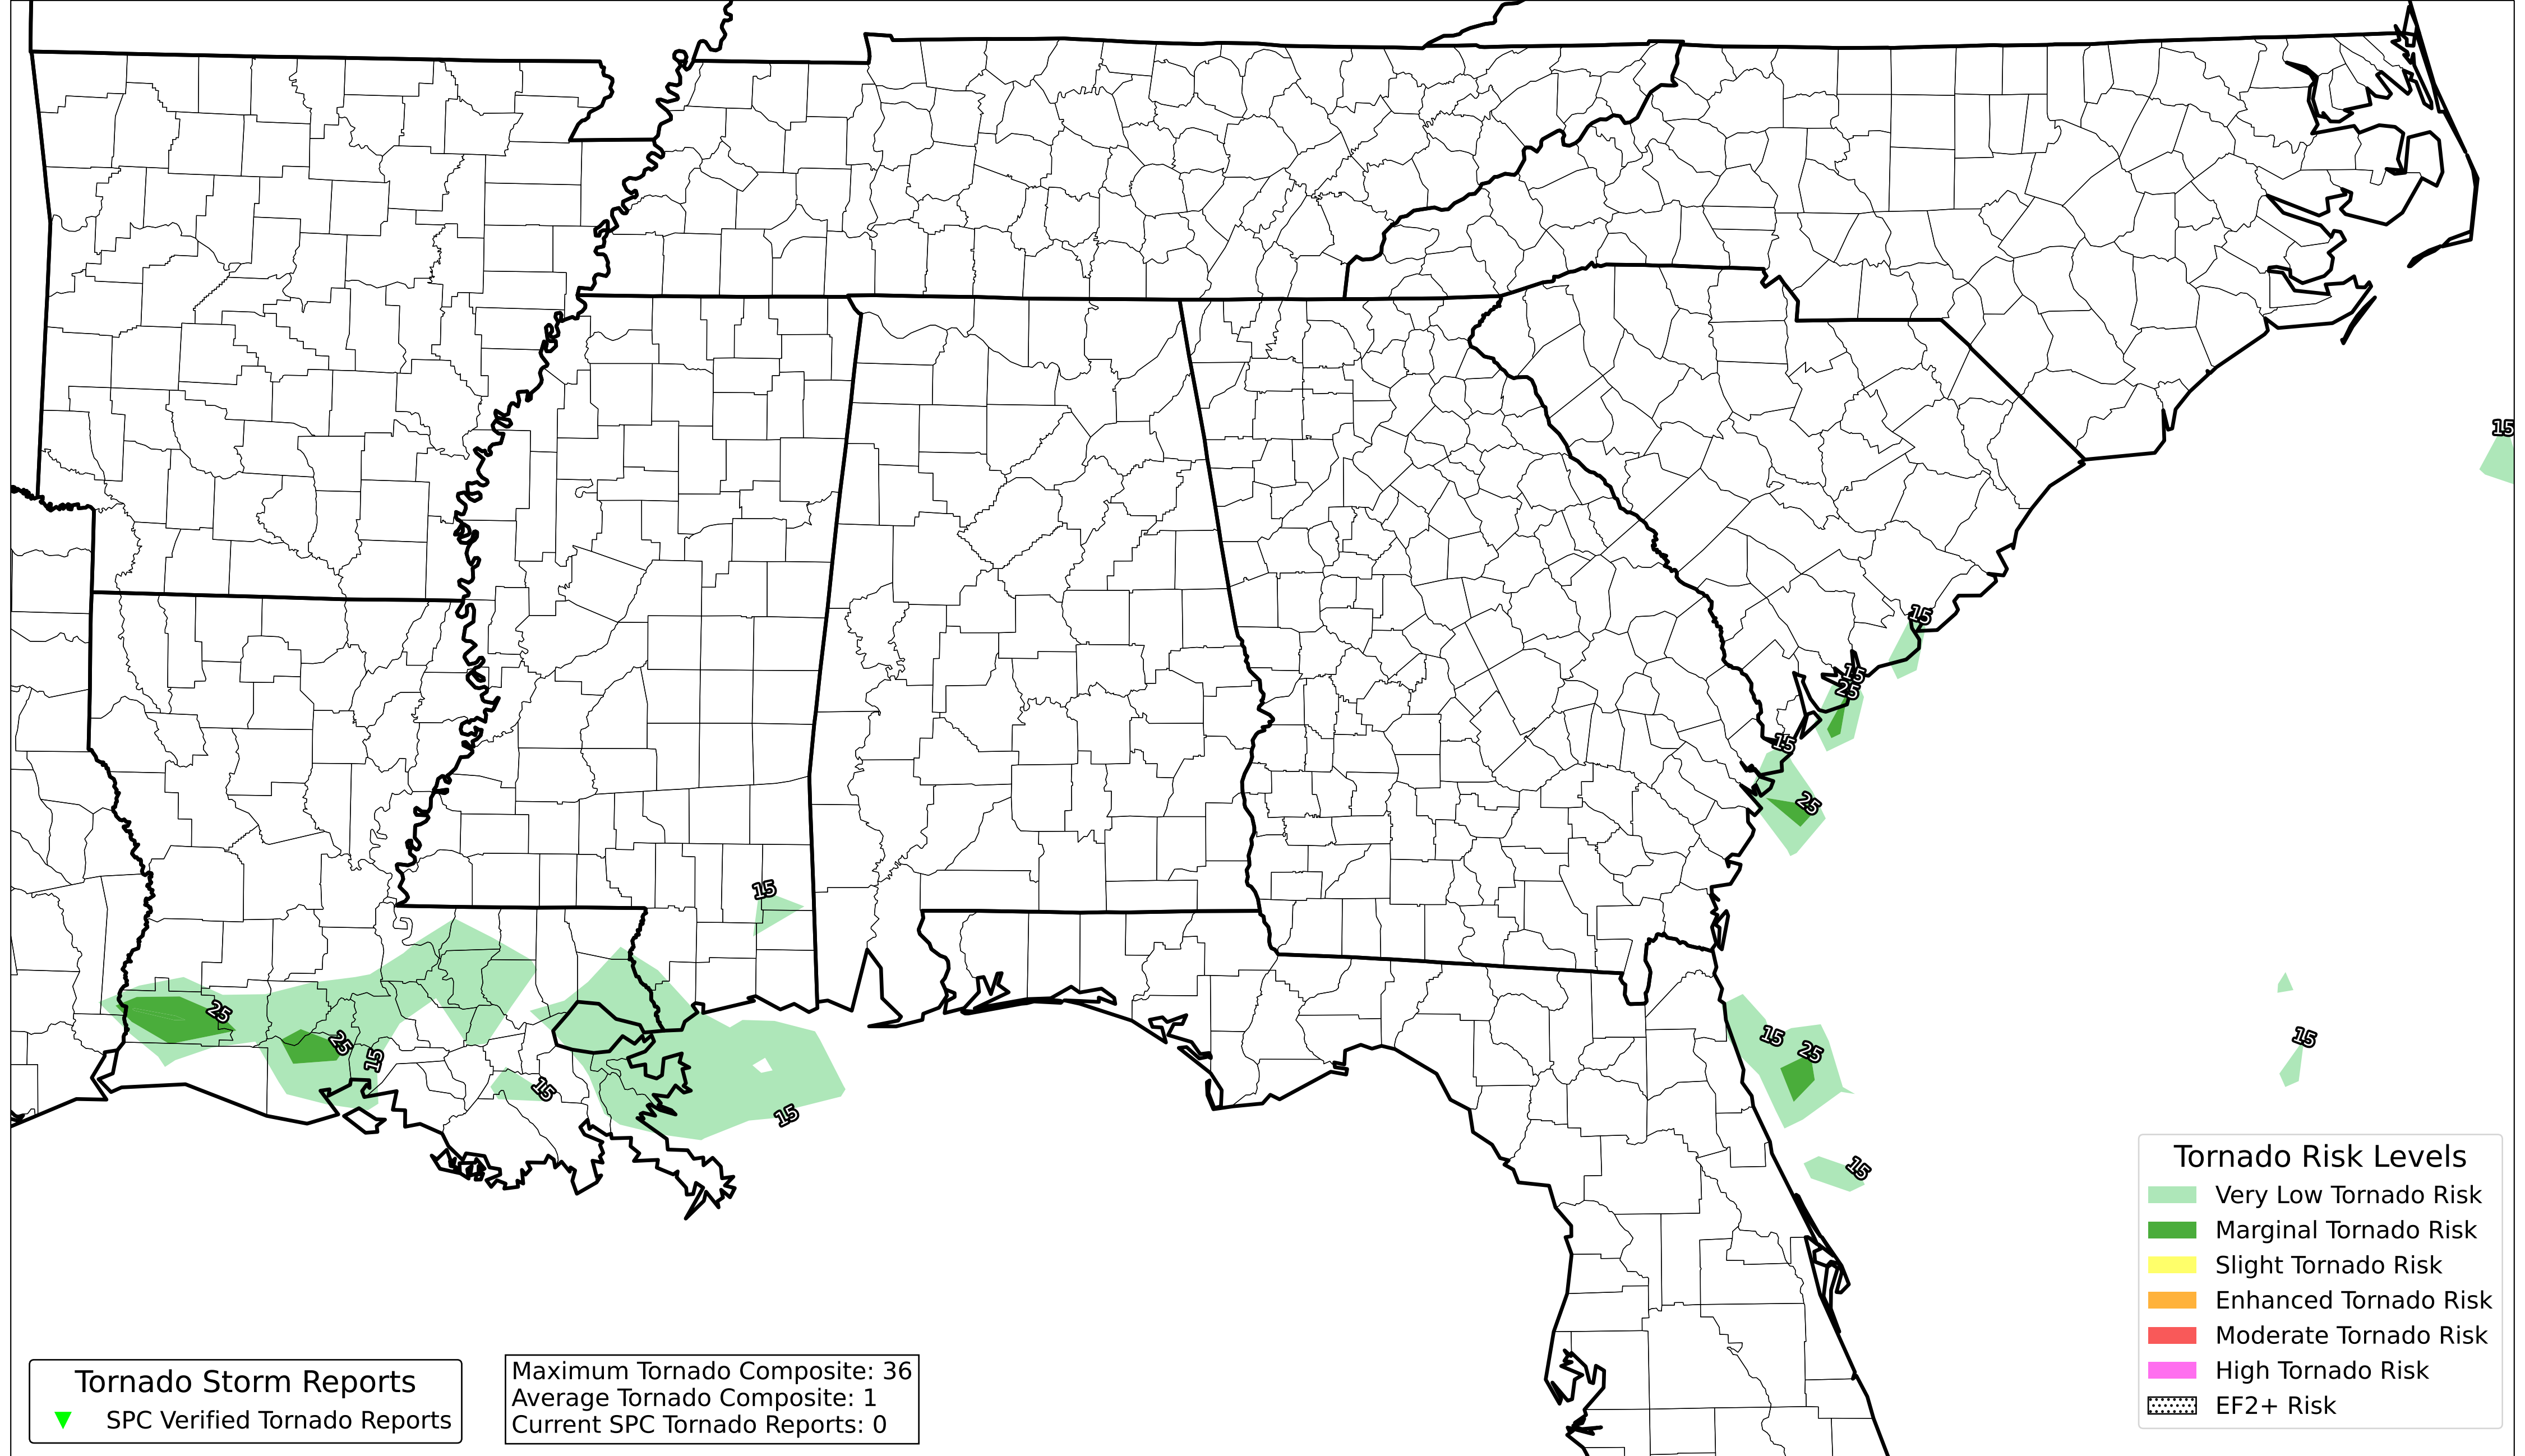 15
15
15
25
15
25
15
25
25
15
15
15
15
25
15
15
Tornado Risk Levels
Very Low Tornado Risk
Marginal Tornado Risk
Slight Tornado Risk
Enhanced Tornado Risk
Moderate Tornado Risk
High Tornado Risk
EF2+ Risk
Tornado Storm Reports
SPC Verified Tornado Reports
Maximum Tornado Composite: 36
Average Tornado Composite: 1
Current SPC Tornado Reports: 0